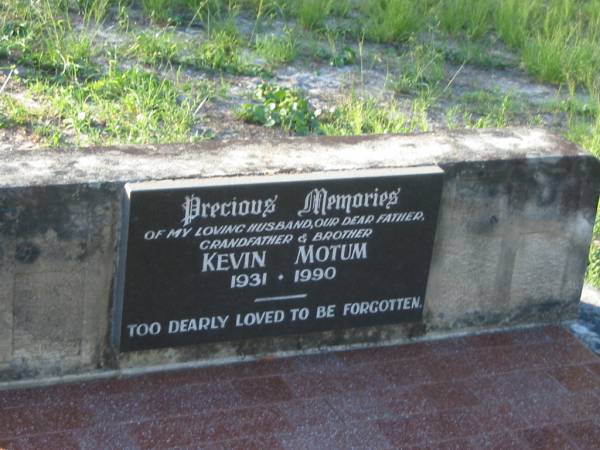 Precious Memories
OF MY LOVING HUSBAND, OUR DEAR FATHER,
GRANDFATHER & BROTHER
KEVIN MOTUM
1931 • 1990
TOO DEARLY LOVED TO BE FORGOTTEN.